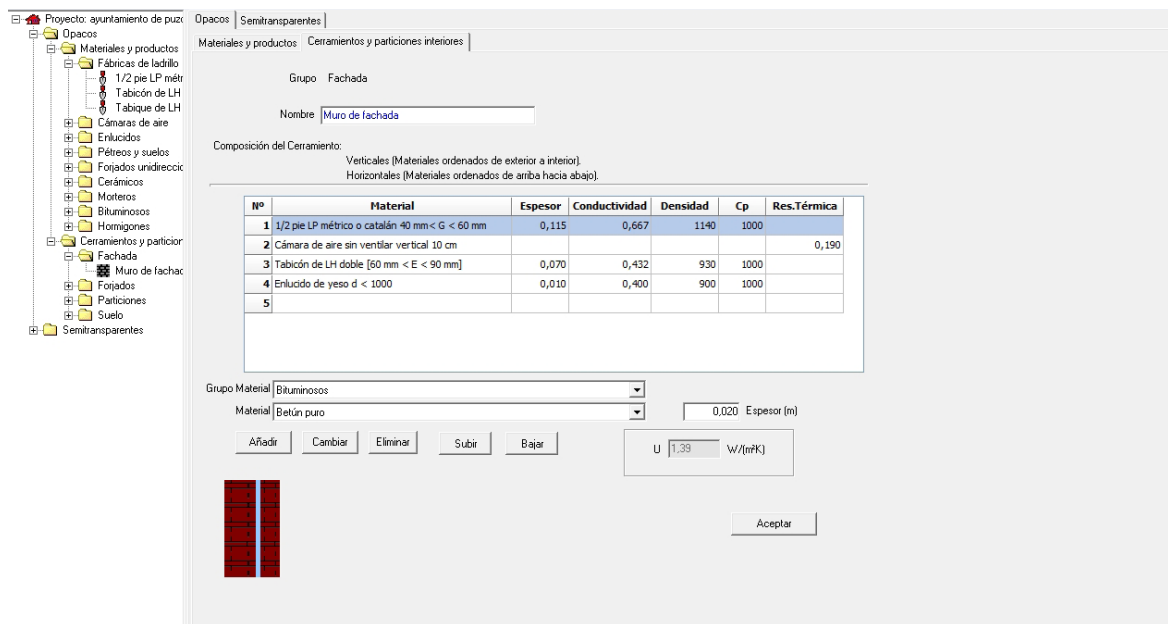 Proyecto: ayuntamiento de puzo
Opacos
Materiales y productos
Fábricas de ladrillo
1/2 pie LP métr
Tabicón de LH
Tabique de LH
Cámaras de aire
Enlucidos
Pétreos y suelos
Forjados unidireccic
Cerámicos
Morteros
Bituminosos
Hormigones
Cerramientos y particior
Fachada
Muro de fachac
Forjados
Particiones
Suelo
Semitransparentes
Opacos Semitransparentes
Materiales y productos Cerramientos y particiones interiores
Grupo Fachada
Nombre Muro de fachada
Composición del Cerramiento:
Verticales (Materiales ordenados de exterior a interior).
Horizontales (Materiales ordenados de arriba hacia abajo).
Nº Material Espesor Conductividad Densidad Cp Res.Térmica
1 1/2 pie LP métrico o catalán 40 mm< G < 60 mm 0,115 0,667 1140 1000
2 Cámara de aire sin ventilar vertical 10 cm 0,190
3 Tabicón de LH doble [60 mm < E < 90 mm] 0,070 0,432 930 1000
4 Enlucido de yeso d < 1000 0,010 0,400 900 1000
5
Grupo Material Bituminosos
Material Betún puro 0,020 Espesor (m)
Añadir Cambiar Eliminar Subir Bajar
U 1,39 W/(m²K)
Aceptar